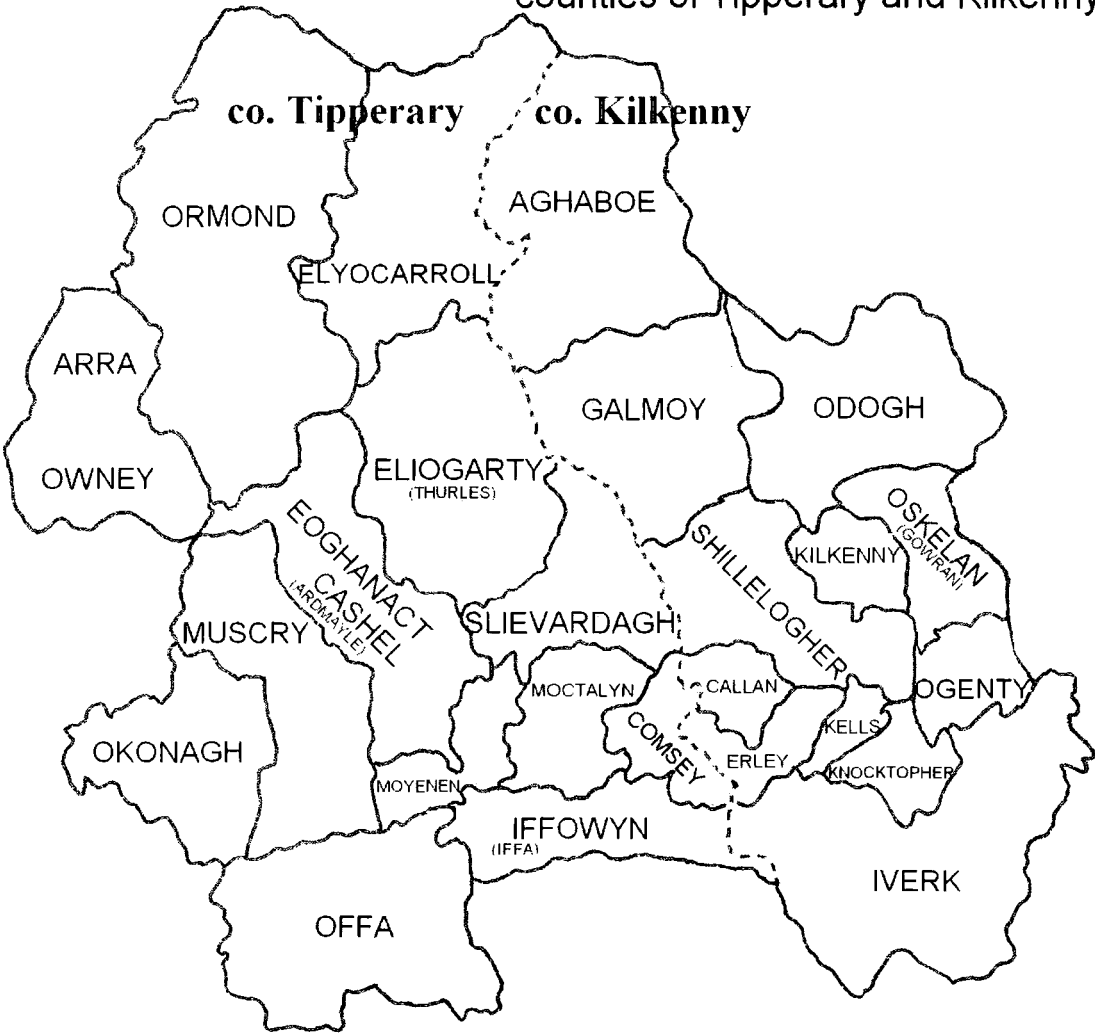 counties of Tipperary and Kilkenny
co. Tipperary
co. Kilkenny
ORMOND
AGHABOE
ELYOCARROLL
ARRA
OWNEY
GALMOY
ODOGH
ELIOGARTY
(THURLES)
EOGHANACT
CASHEL
(ARDMAYLE)
SHILLELOGHER
KILKENNY
OSKELAN
(GOWRAN)
MUSCRY
SLIEVARDAGH
MOCTALYN
CALLAN
OGENTY
COMSEY
KELLS
OKONAGH
ERLEY
KNOCKTOPHER
MOYENEN
IFFOWYN
(IFFA)
IVERK
OFFA